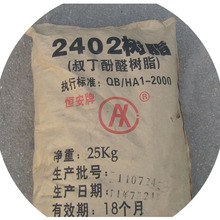 2402树脂
(叔丁酚醛树脂)
执行标准：QB/HA1-2000
恒安牌
净重：25Kg
生产批号：
生产日期：
有效期：18个月